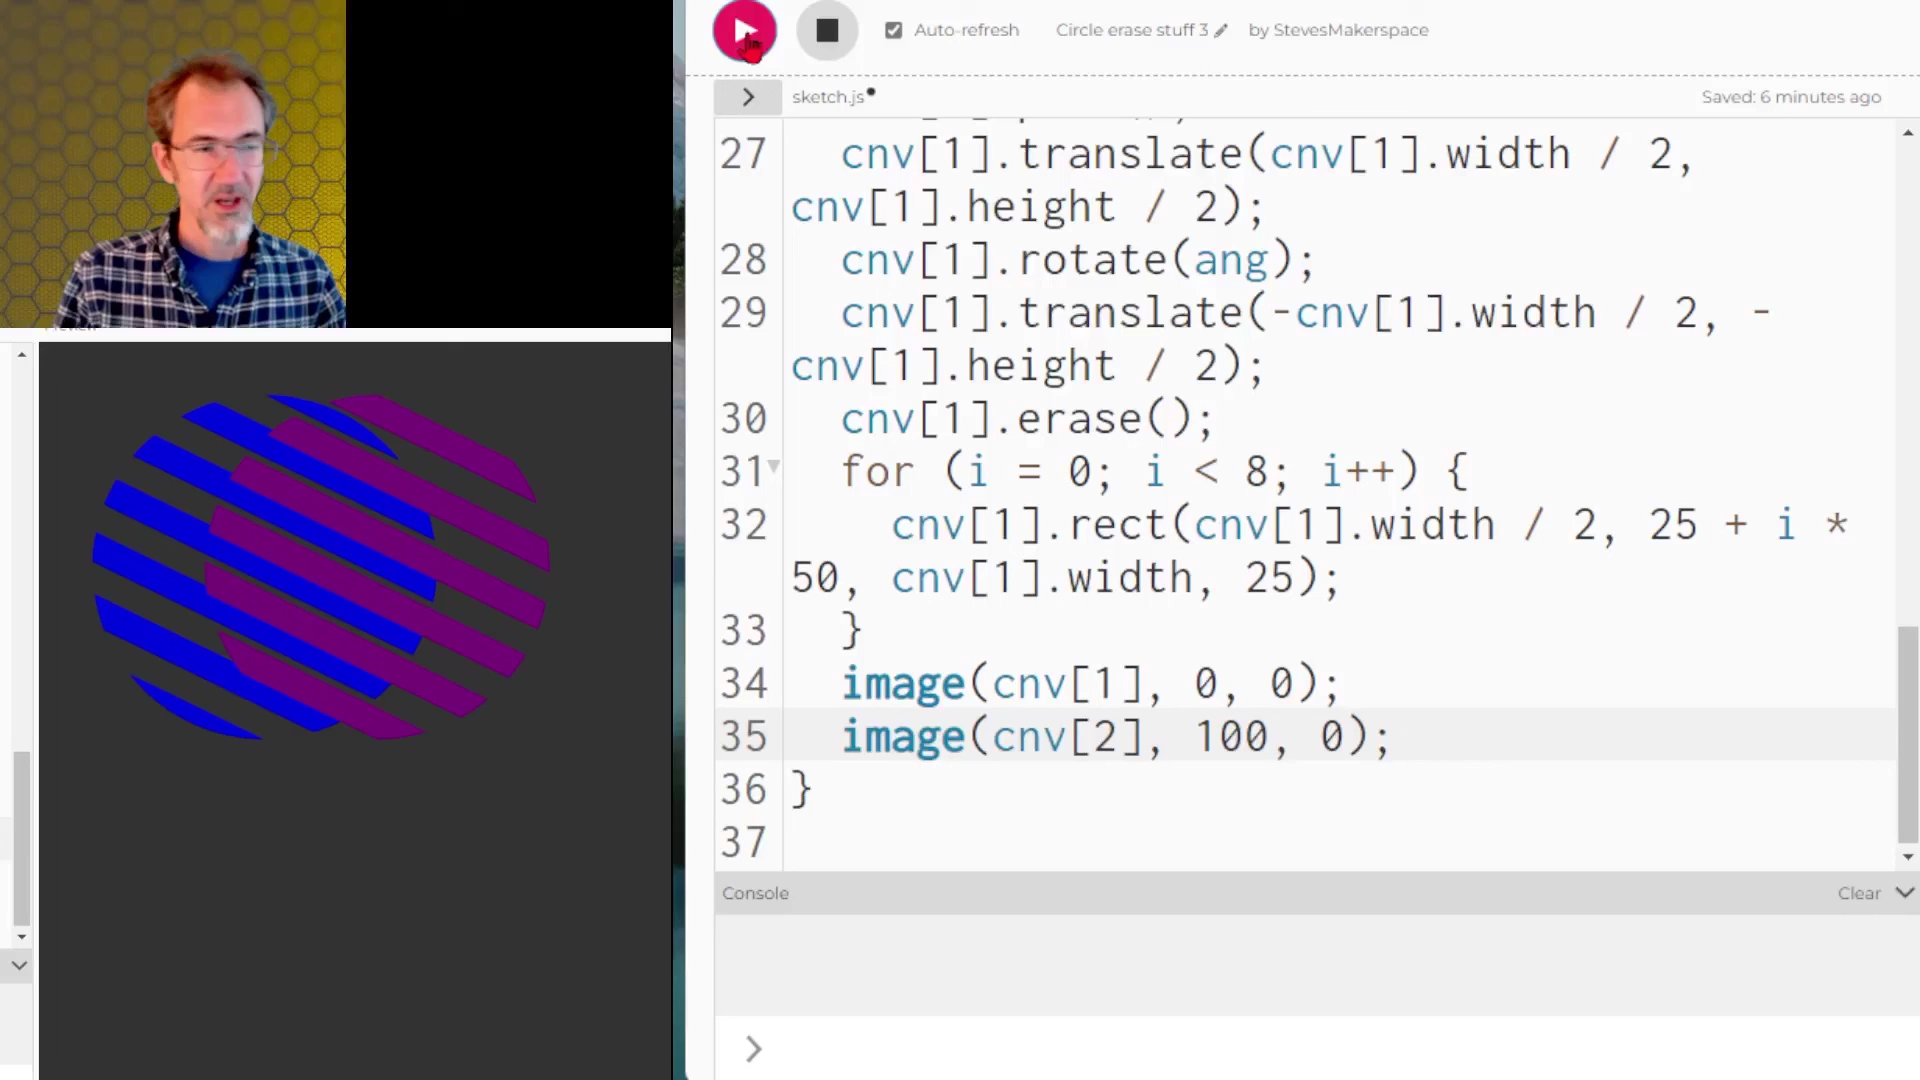 Auto-refresh
Circle erase stuff 3
by StevesMakerspace
sketch.js
Saved: 6 minutes ago
27 cnv[1].translate(cnv[1].width / 2,
cnv[1].height / 2);
28 cnv[1].rotate(ang);
29 cnv[1].translate(-cnv[1].width / 2, -
cnv[1].height / 2);
30 cnv[1].erase();
31 for (i = 0; i < 8; i++) {
32 cnv[1].rect(cnv[1].width / 2, 25 + i *
50, cnv[1].width, 25);
33 }
34 image(cnv[1], 0, 0);
35 image(cnv[2], 100, 0);
36 }
37
Console
Clear